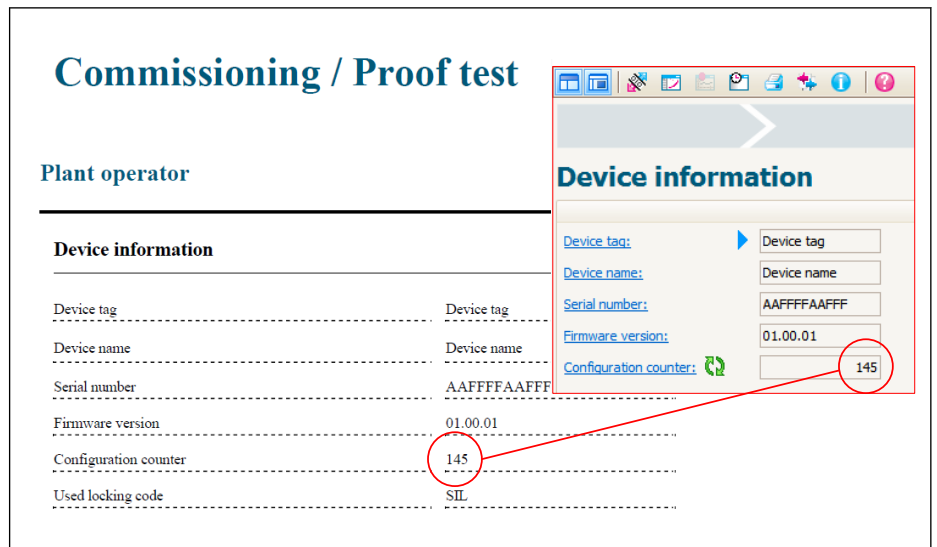 Commissioning / Proof test
Plant operator
Device information
Device tag Device tag
Device name Device name
Serial number AAFFFFAAFFF
Firmware version 01.00.01
Configuration counter 145
Used locking code SIL
Device information
Device tag: Device tag
Device name: Device name
Serial number: AAFFFFAAFFF
Firmware version: 01.00.01
Configuration counter: 145